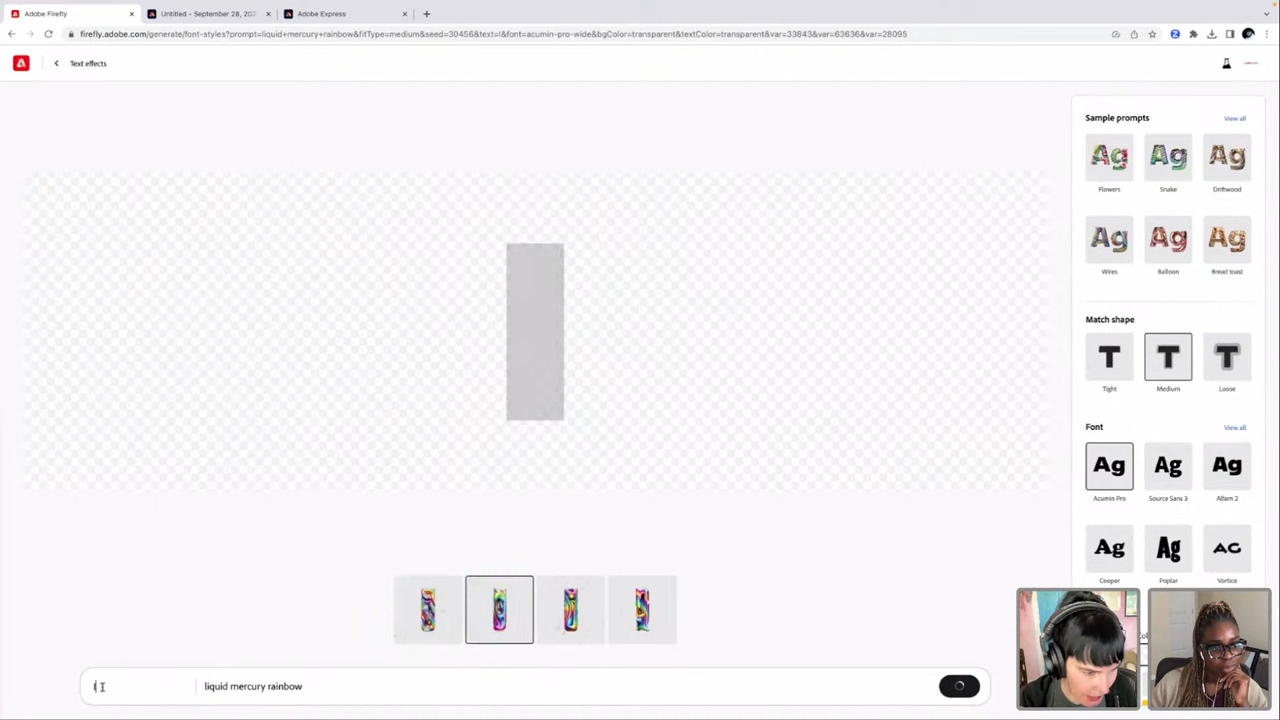 Adobe Firefly
Untitled - September 28, 202
Adobe Express
firefly.adobe.com/generate/font-styles?prompt=liquid+mercury+rainbow&fitType=medium&seed=30456&text=I&font=acumin-pro-wide&bgColor=transparent&textColor=transparent&var=33843&var=63636&var=28095
Text effects
Sample prompts View all
Ag Ag Ag
Flowers Snake Driftwood
Ag Ag Ag
Wires Balloon Bread toast
Match shape
T T T
Tight Medium Loose
Font View all
Ag Ag Ag
Acumin Pro Source Sans 3 Alfarn 2
Ag Ag AG
Cooper Poplar Vortice
liquid mercury rainbow